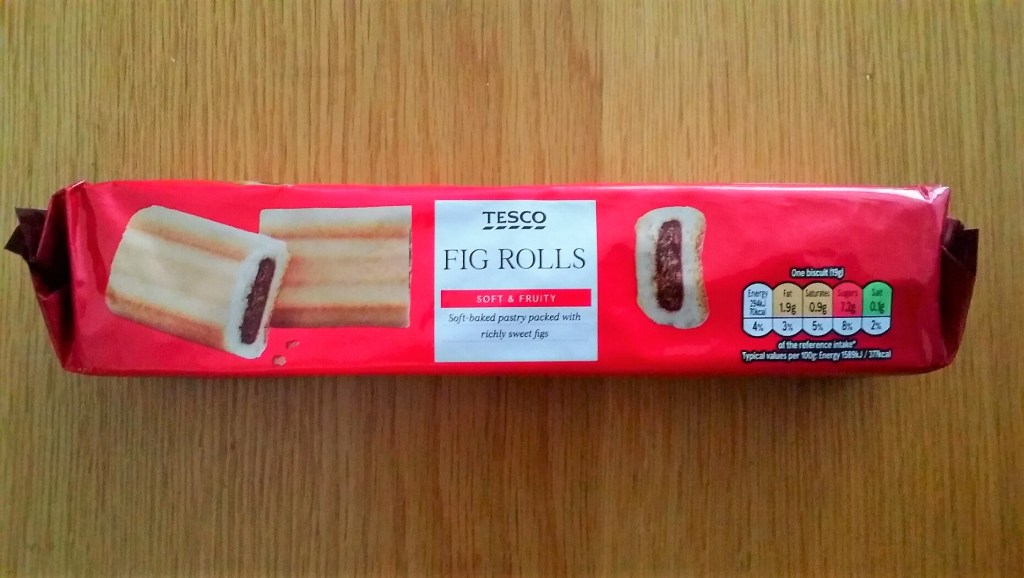 TESCO
FIG ROLLS
SOFT & FRUITY
Soft-baked pastry packed with
richly sweet figs
One biscuit (19g)
Energy Fat Saturates Sugars Salt
294kJ
70kcal 1.9g 0.9g 7.2g 0.1g
4% 3% 5% 8% 2%
of the reference intake*
Typical values per 100g: Energy 1589kJ / 377kcal